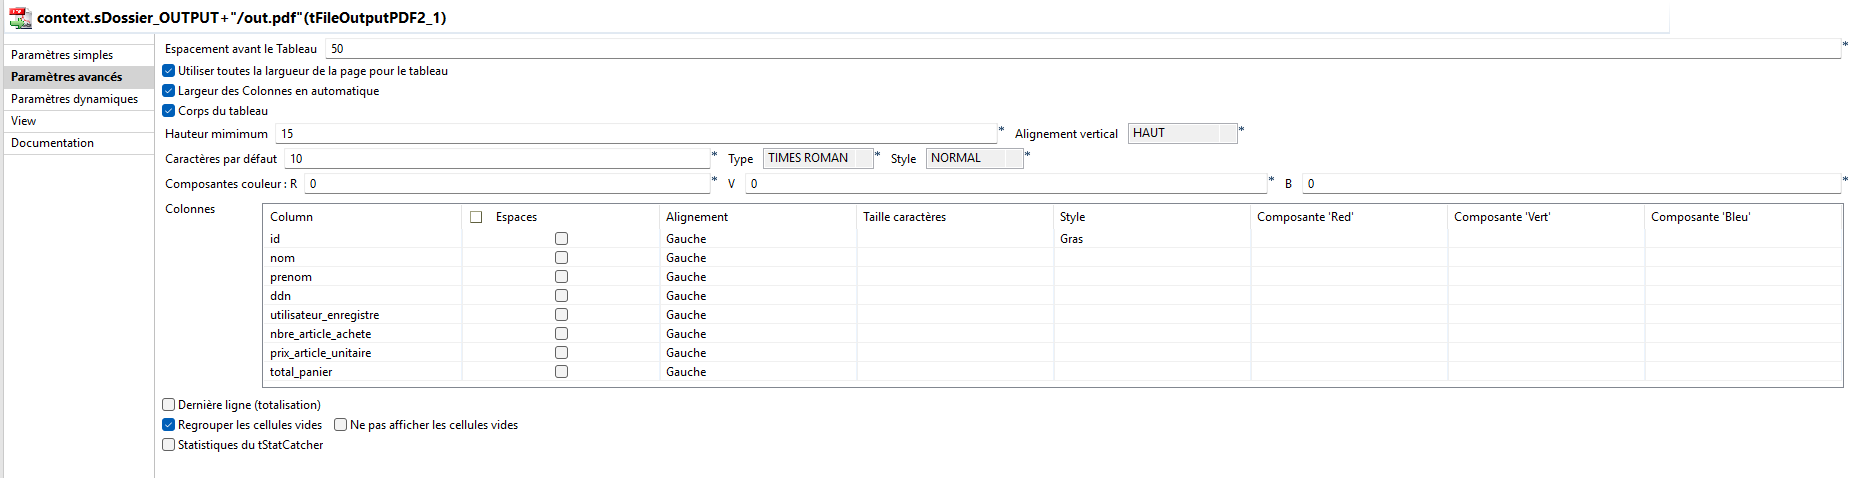 context.sDossier_OUTPUT+"/out.pdf"(tFileOutputPDF2_1)
Paramètres simples
Paramètres avancés
Paramètres dynamiques
View
Documentation
Espacement avant le Tableau 50 *
Utiliser toutes la largueur de la page pour le tableau
Largeur des Colonnes en automatique
Corps du tableau
Hauteur mimimum 15 * Alignement vertical HAUT *
Caractères par défaut 10 * Type TIMES ROMAN * Style NORMAL *
Composantes couleur : R 0 * V 0 * B 0 *
Colonnes
Column Espaces Alignement Taille caractères Style Composante 'Red' Composante 'Vert' Composante 'Bleu'
id Gauche Gras
nom Gauche
prenom Gauche
ddn Gauche
utilisateur_enregistre Gauche
nbre_article_achete Gauche
prix_article_unitaire Gauche
total_panier Gauche
Dernière ligne (totalisation)
Regrouper les cellules vides Ne pas afficher les cellules vides
Statistiques du tStatCatcher